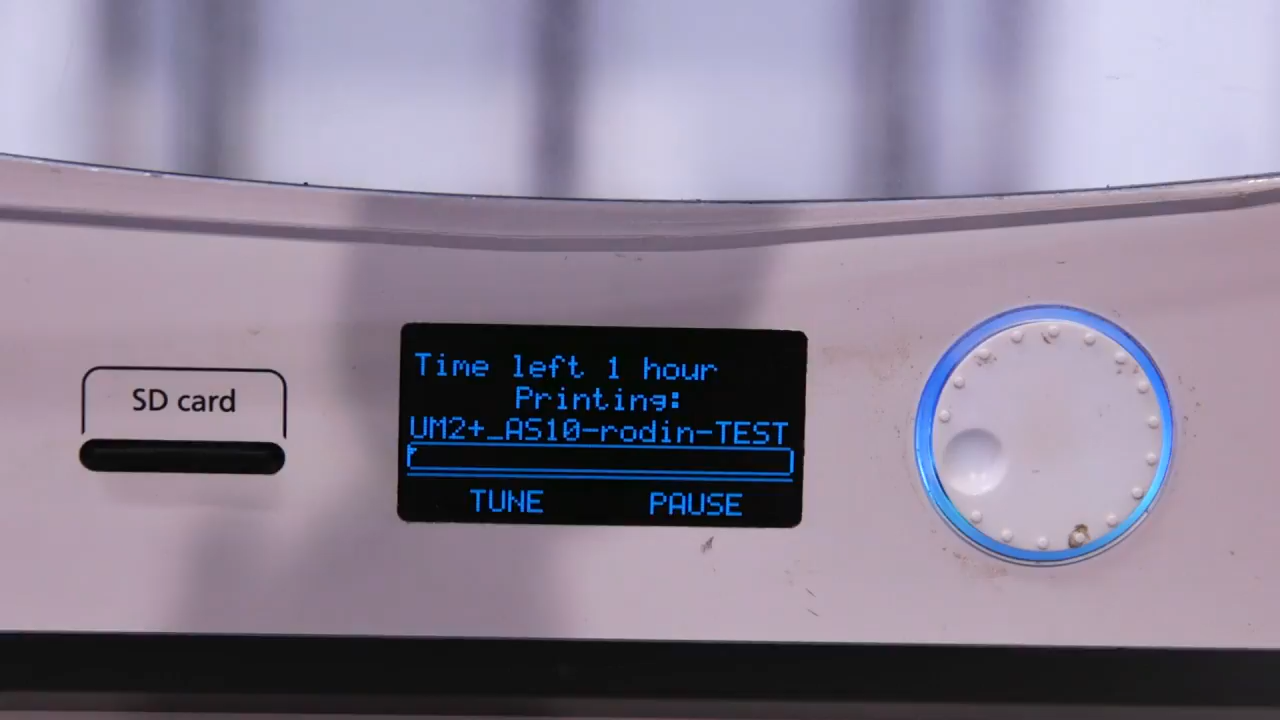 SD card
Time left 1 hour
Printing:
UM2+_AS10-rodin-TEST
TUNE PAUSE